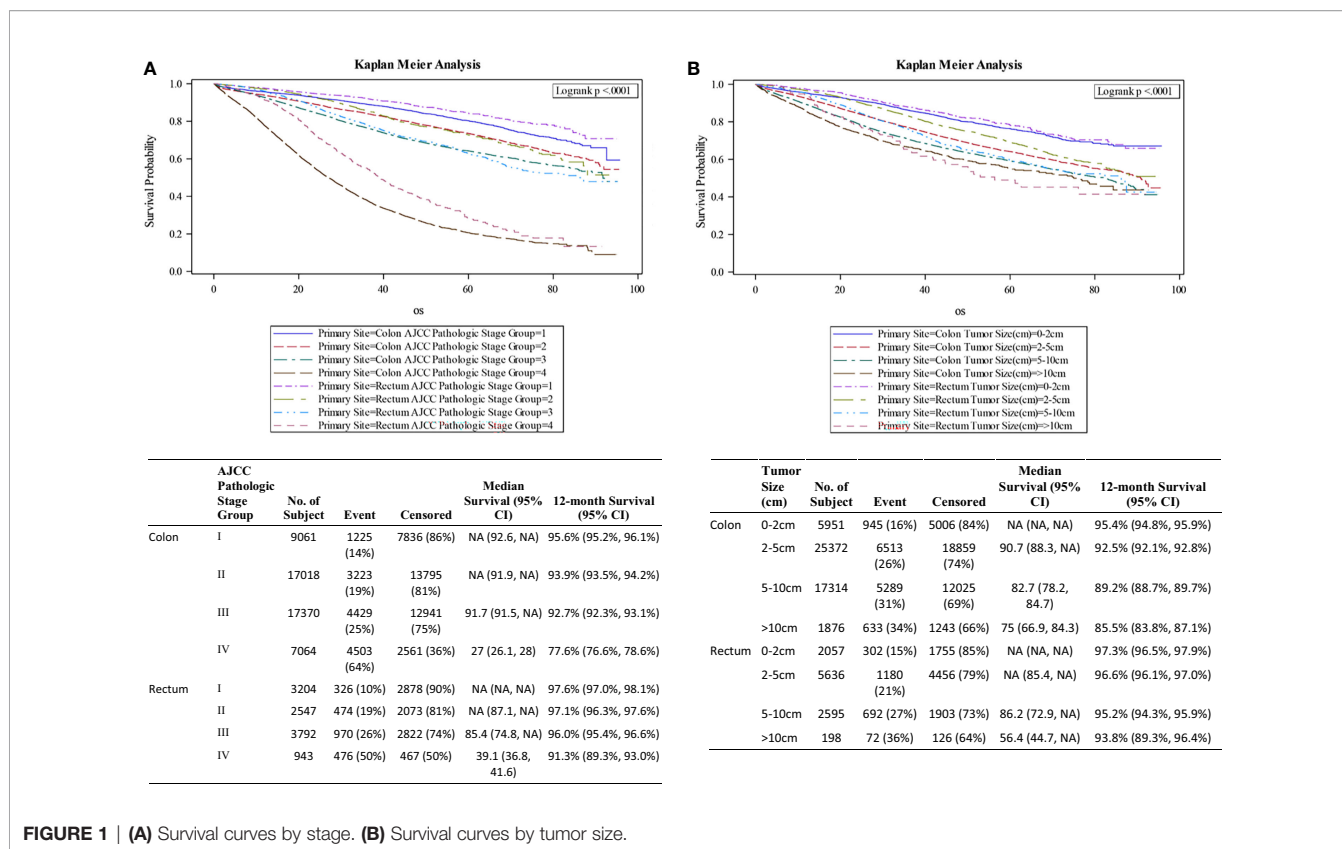 A
Kaplan Meier Analysis
Logrank p <.0001
Survival Probability
1.0
0.8
0.6
0.4
0.2
0.0
0 20 40 60 80 100
OS
Primary Site=Colon AJCC Pathologic Stage Group=1
Primary Site=Colon AJCC Pathologic Stage Group=2
Primary Site=Colon AJCC Pathologic Stage Group=3
Primary Site=Colon AJCC Pathologic Stage Group=4
Primary Site=Rectum AJCC Pathologic Stage Group=1
Primary Site=Rectum AJCC Pathologic Stage Group=2
Primary Site=Rectum AJCC Pathologic Stage Group=3
Primary Site=Rectum AJCC Pathologic Stage Group=4
AJCC
Pathologic
Stage
Group
No. of
Subject
Event
Censored
Median
Survival (95%
CI)
12-month Survival
(95% CI)
Colon I 9061 1225 7836 (86%) NA (92.6, NA) 95.6% (95.2%, 96.1%)
(14%)
II 17018 3223 13795 NA (91.9, NA) 93.9% (93.5%, 94.2%)
(19%) (81%)
III 17370 4429 12941 91.7 (91.5, NA) 92.7% (92.3%, 93.1%)
(25%) (75%)
IV 7064 4503 2561 (36%) 27 (26.1, 28) 77.6% (76.6%, 78.6%)
(64%)
Rectum I 3204 326 (10%) 2878 (90%) NA (NA, NA) 97.6% (97.0%, 98.1%)
II 2547 474 (19%) 2073 (81%) NA (87.1, NA) 97.1% (96.3%, 97.6%)
III 3792 970 (26%) 2822 (74%) 85.4 (74.8, NA) 96.0% (95.4%, 96.6%)
IV 943 476 (50%) 467 (50%) 39.1 (36.8, 91.3% (89.3%, 93.0%)
41.6)
B
Kaplan Meier Analysis
Logrank p <.0001
Survival Probability
1.0
0.8
0.6
0.4
0.2
0.0
0 20 40 60 80 100
OS
Primary Site=Colon Tumor Size(cm)=0-2cm
Primary Site=Colon Tumor Size(cm)=2-5cm
Primary Site=Colon Tumor Size(cm)=5-10cm
Primary Site=Colon Tumor Size(cm)=>10cm
Primary Site=Rectum Tumor Size(cm)=0-2cm
Primary Site=Rectum Tumor Size(cm)=2-5cm
Primary Site=Rectum Tumor Size(cm)=5-10cm
Primary Site=Rectum Tumor Size(cm)=>10cm
Tumor
Size
(cm)
No. of
Subject
Event
Censored
Median
Survival (95%
CI)
12-month Survival
(95% CI)
Colon 0-2cm 5951 945 (16%) 5006 (84%) NA (NA, NA) 95.4% (94.8%, 95.9%)
2-5cm 25372 6513 18859 90.7 (88.3, NA) 92.5% (92.1%, 92.8%)
(26%) (74%)
5-10cm 17314 5289 12025 82.7 (78.2, 89.2% (88.7%, 89.7%)
(31%) (69%) 84.7)
>10cm 1876 633 (34%) 1243 (66%) 75 (66.9, 84.3) 85.5% (83.8%, 87.1%)
Rectum 0-2cm 2057 302 (15%) 1755 (85%) NA (NA, NA) 97.3% (96.5%, 97.9%)
2-5cm 5636 1180 4456 (79%) NA (85.4, NA) 96.6% (96.1%, 97.0%)
(21%)
5-10cm 2595 692 (27%) 1903 (73%) 86.2 (72.9, NA) 95.2% (94.3%, 95.9%)
>10cm 198 72 (36%) 126 (64%) 56.4 (44.7, NA) 93.8% (89.3%, 96.4%)
FIGURE 1 | (A) Survival curves by stage. (B) Survival curves by tumor size.